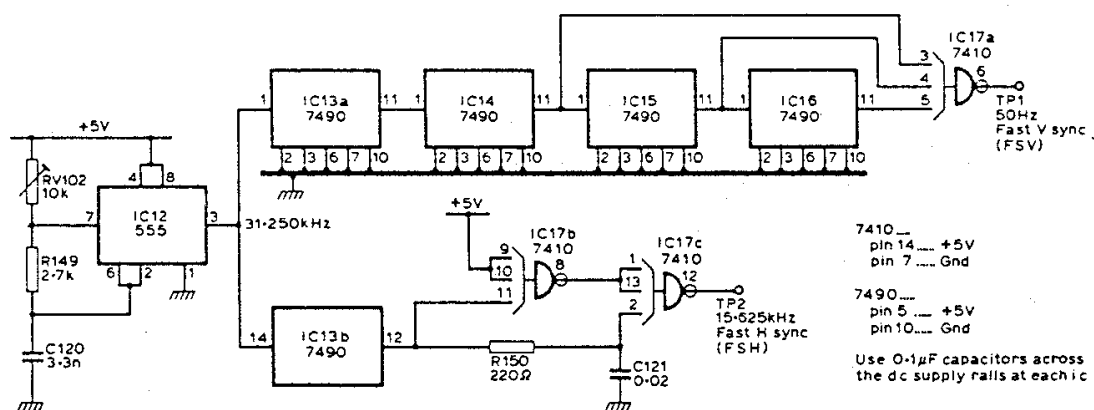 +5V
RV102
10k
R149
2·7k
C120
3·3n
4
8
7
IC12
555
3
6
2
1
31·250kHz
1
IC13a
7490
11
2 3 6 7 10
1
IC14
7490
11
2 3 6 7 10
1
IC15
7490
11
2 3 6 7 10
1
IC16
7490
11
2 3 6 7 10
IC17a
7410
3
4
5
6
TP1
50Hz
Fast V sync
(FSV)
14
IC13b
7490
12
+5V
9
10
11
IC17b
7410
8
R150
220Ω
C121
0·02
1
13
2
IC17c
7410
12
TP2
15·625kHz
Fast H sync
(FSH)
7410__
pin 14..... +5V
pin 7..... Gnd
7490.....
pin 5..... +5V
pin 10..... Gnd
Use 0·1µF capacitors across
the dc supply rails at each ic